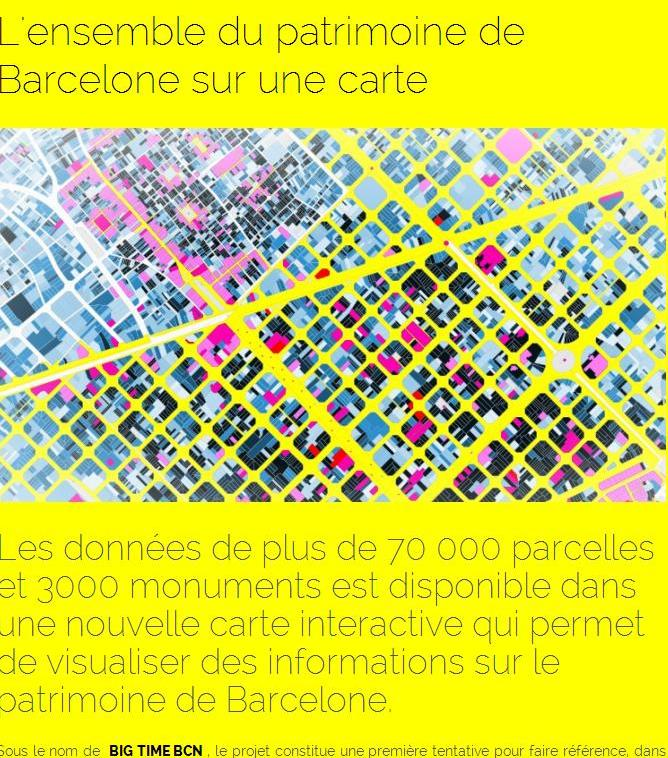 L'ensemble du patrimoine de
Barcelone sur une carte
Les données de plus de 70 000 parcelles
et 3000 monuments est disponible dans
une nouvelle carte interactive qui permet
de visualiser des informations sur le
patrimoine de Barcelone.
Sous le nom de BIG TIME BCN , le projet constitue une première tentative pour faire référence, dans